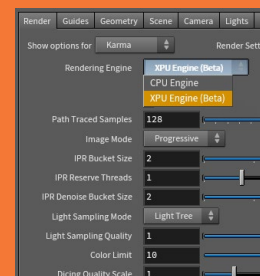 Render Guides Geometry Scene Camera Lights
Show options for Karma Render Sett
Rendering Engine XPU Engine (Beta)
CPU Engine
XPU Engine (Beta)
Path Traced Samples 128
Image Mode Progressive
IPR Bucket Size 2
IPR Reserve Threads 1
IPR Denoise Bucket Size 2
Light Sampling Mode Light Tree
Light Sampling Quality 1
Color Limit 10
Dicing Quality Scale 1